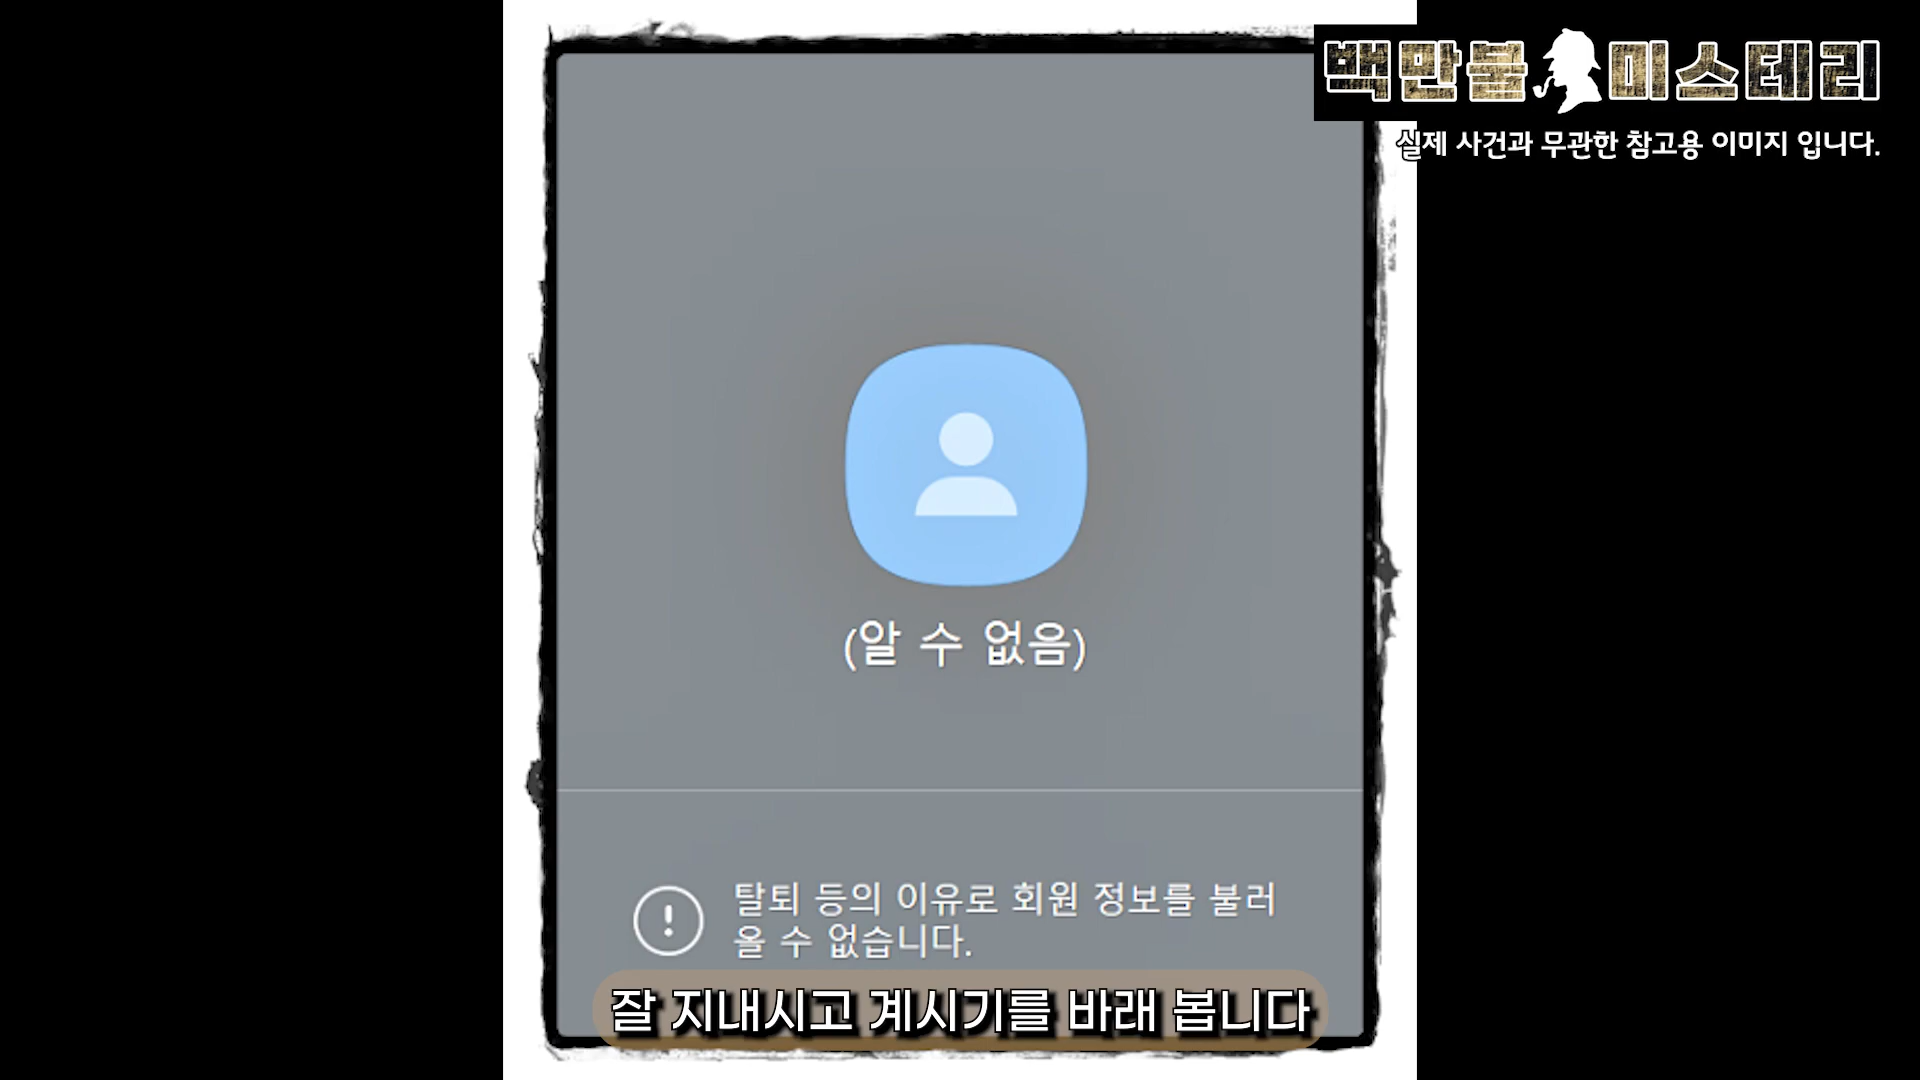 백만불 미스테리
실제 사건과 무관한 참고용 이미지 입니다.
(알 수 없음)
탈퇴 등의 이유로 회원 정보를 불러
올 수 없습니다.
잘 지내시고 계시기를 바래 봅니다